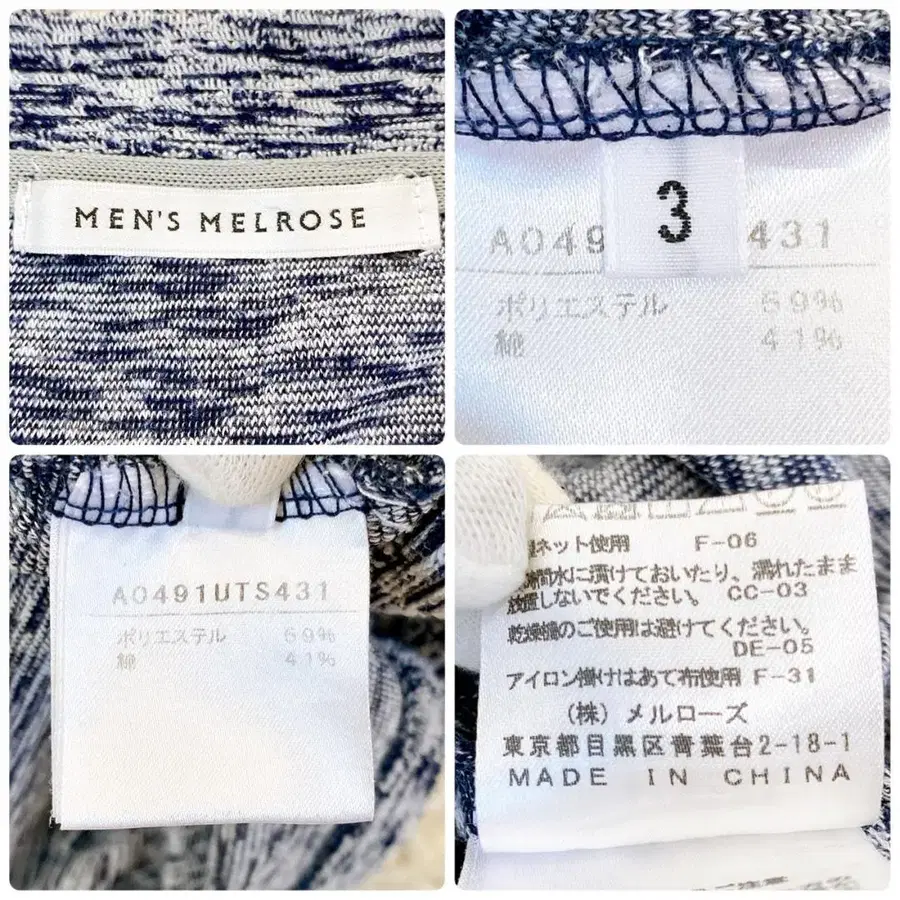 MEN'S MELROSE
3
A0491 431
ポリエステル 59%
綿 41%
A0491UTS431
ポリエステル 59%
綿 41%
ネット使用 F-06
間水に漬けておいたり、濡れたまま
放置しないでください。 CC-03
乾燥機のご使用は避けてください。
DE-05
アイロン掛けはあて布使用 F-31
(株) メルローズ
東京都目黒区青葉台2-18-1
MADE IN CHINA